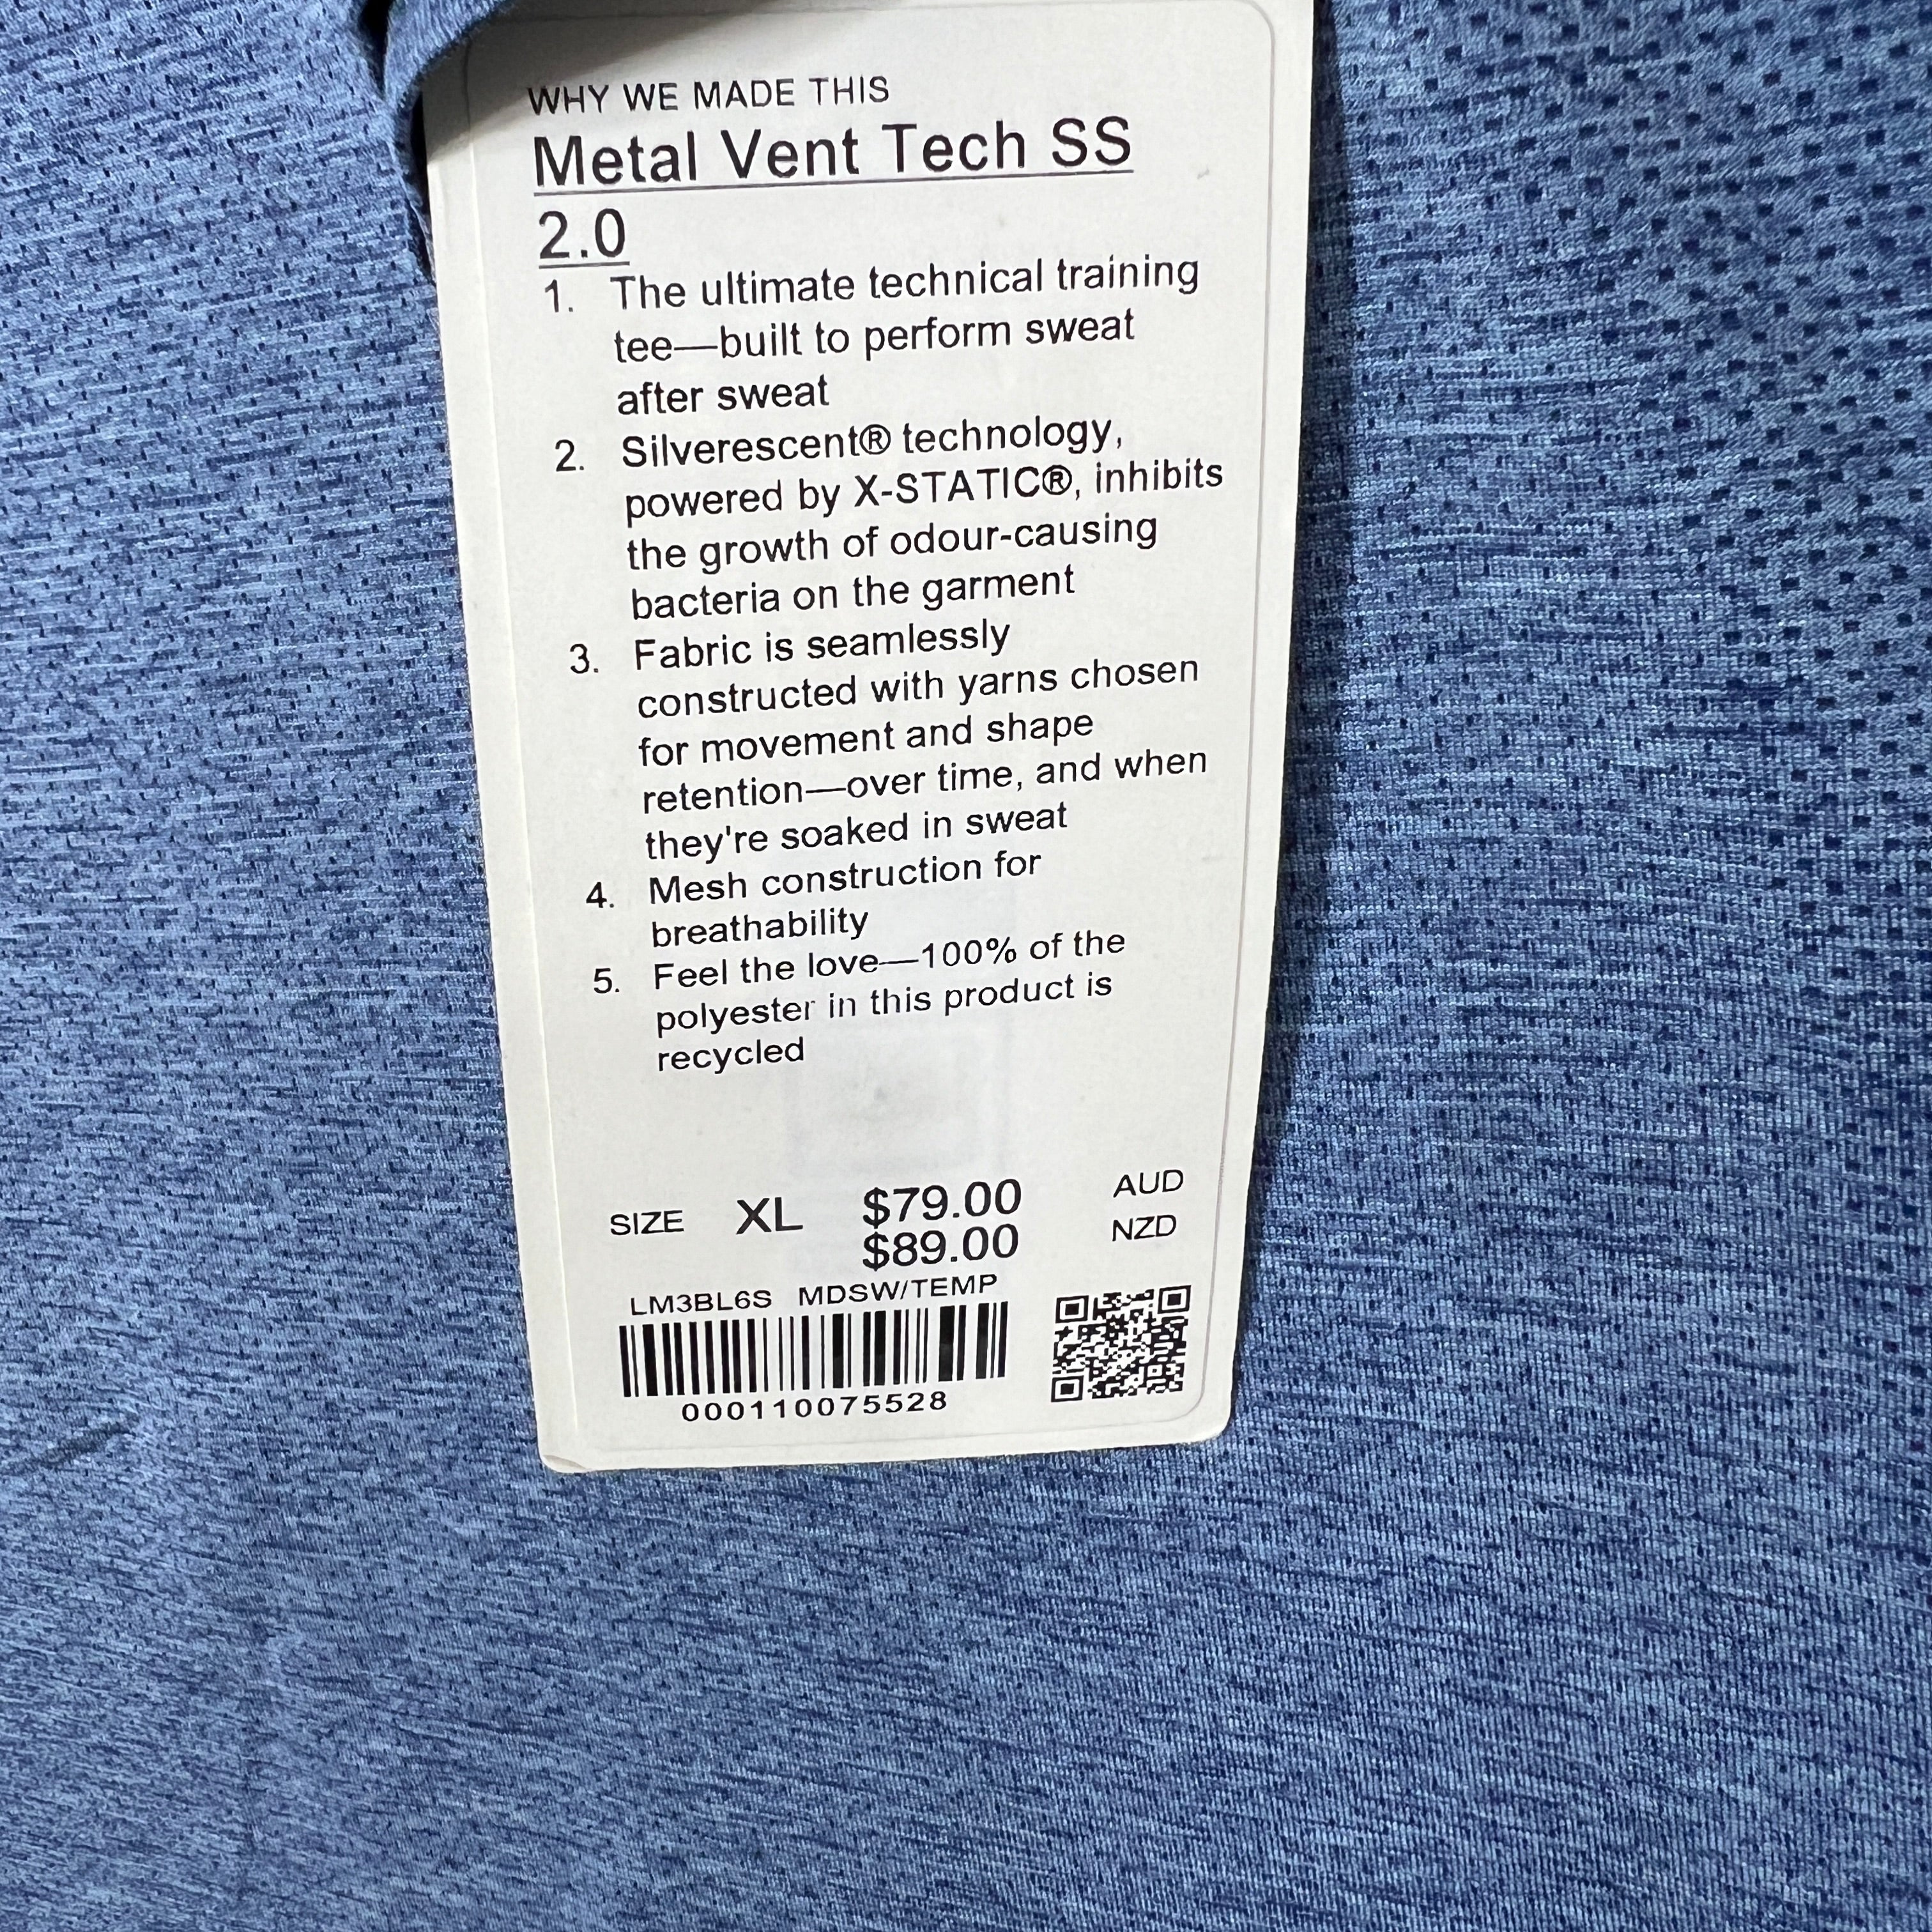 WHY WE MADE THIS
Metal Vent Tech SS
2.0
1. The ultimate technical training
tee—built to perform sweat
after sweat
2. Silverescent® technology,
powered by X-STATIC®, inhibits
the growth of odour-causing
bacteria on the garment
3. Fabric is seamlessly
constructed with yarns chosen
for movement and shape
retention—over time, and when
they're soaked in sweat
4. Mesh construction for
breathability
5. Feel the love—100% of the
polyester in this product is
recycled
SIZE XL $79.00 AUD
$89.00 NZD
LM3BL6S MDSW/TEMP
000110075528